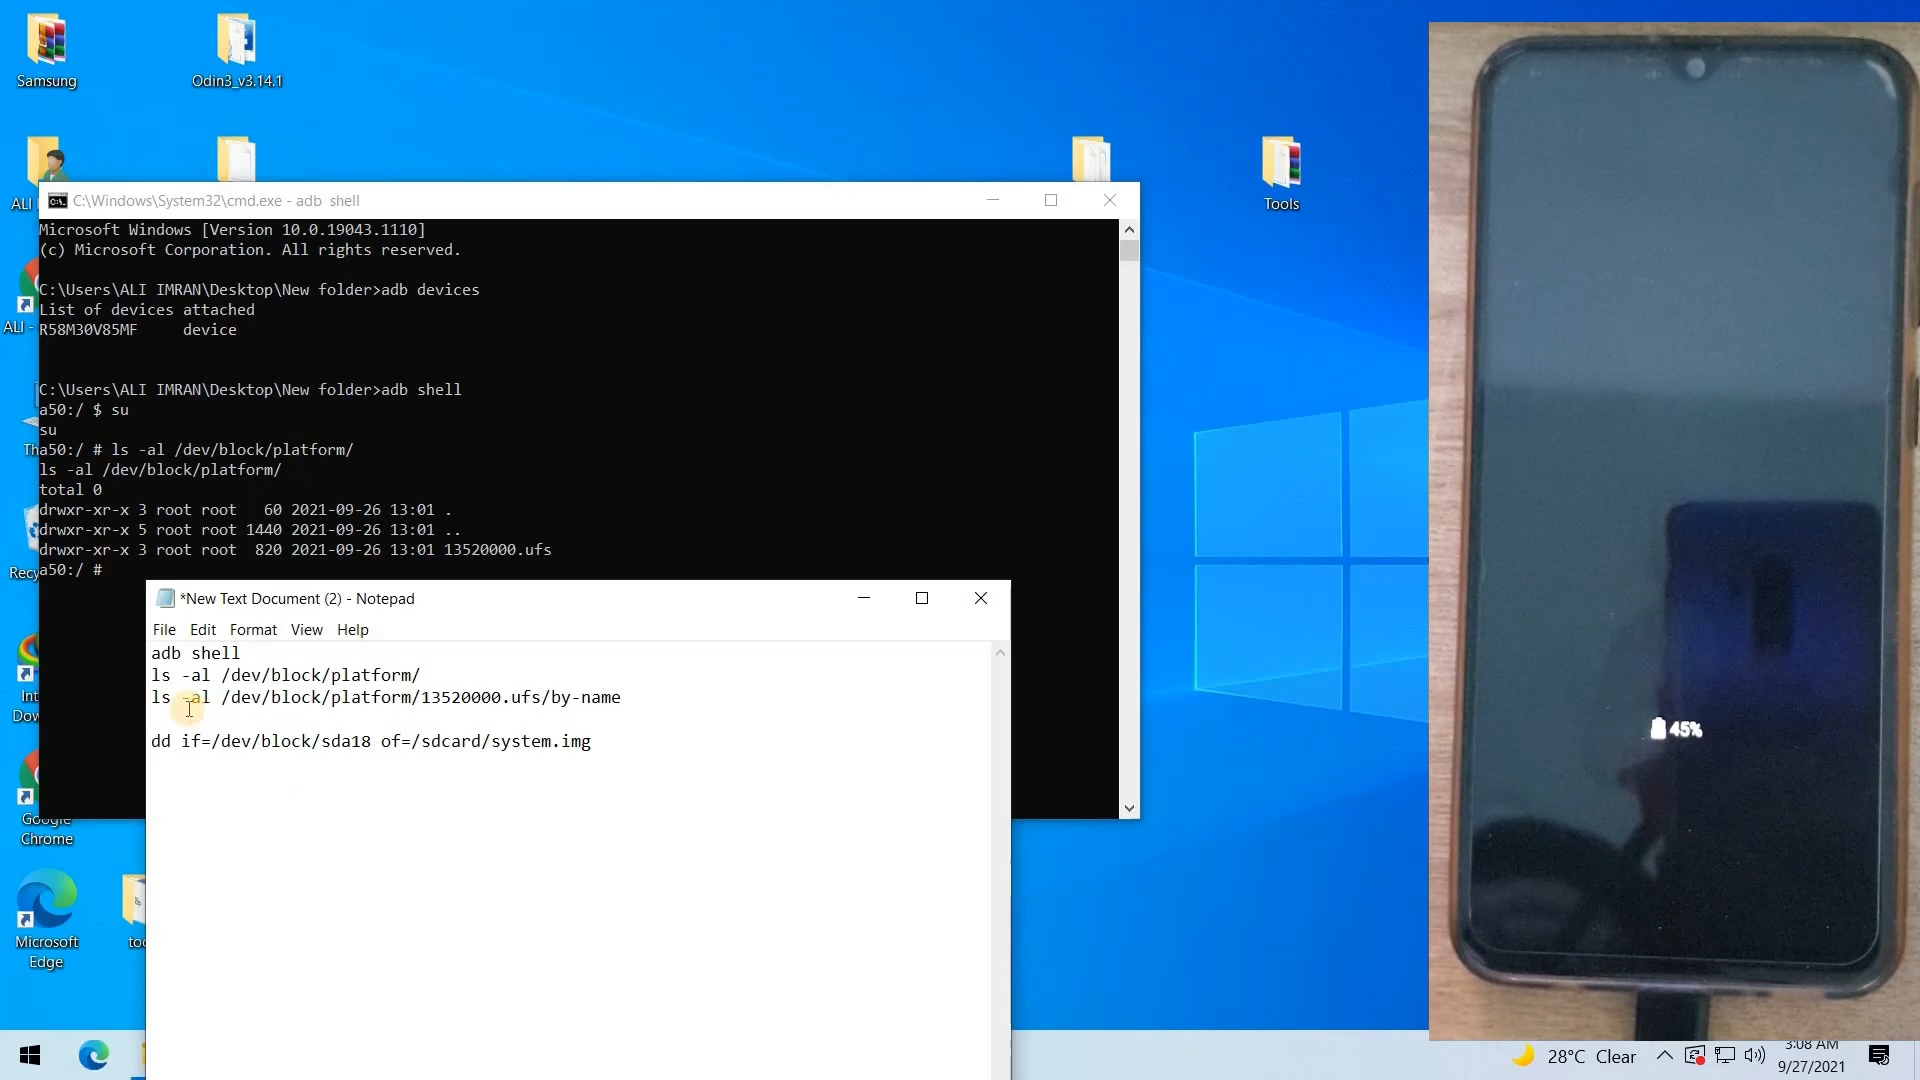 Samsung
Odin3_v3.14.1
ALI
Tools
C:\Windows\System32\cmd.exe - adb  shell
Microsoft Windows [Version 10.0.19043.1110]
(c) Microsoft Corporation. All rights reserved.
C:\Users\ALI IMRAN\Desktop\New folder>adb devices
List of devices attached
R58M30V85MF     device
ALI -
C:\Users\ALI IMRAN\Desktop\New folder>adb shell
a50:/ $ su
su
Th
a50:/ # ls -al /dev/block/platform/
ls -al /dev/block/platform/
total 0
drwxr-xr-x 3 root root   60 2021-09-26 13:01 .
drwxr-xr-x 5 root root 1440 2021-09-26 13:01 ..
drwxr-xr-x 3 root root  820 2021-09-26 13:01 13520000.ufs
Recy
a50:/ #
*New Text Document (2) - Notepad
File Edit Format View Help
adb shell
ls -al /dev/block/platform/
ls -al /dev/block/platform/13520000.ufs/by-name
dd if=/dev/block/sda18 of=/sdcard/system.img
Int
Dow
Google
Chrome
Microsoft
Edge
too
45%
28°C Clear
3:08 AM
9/27/2021